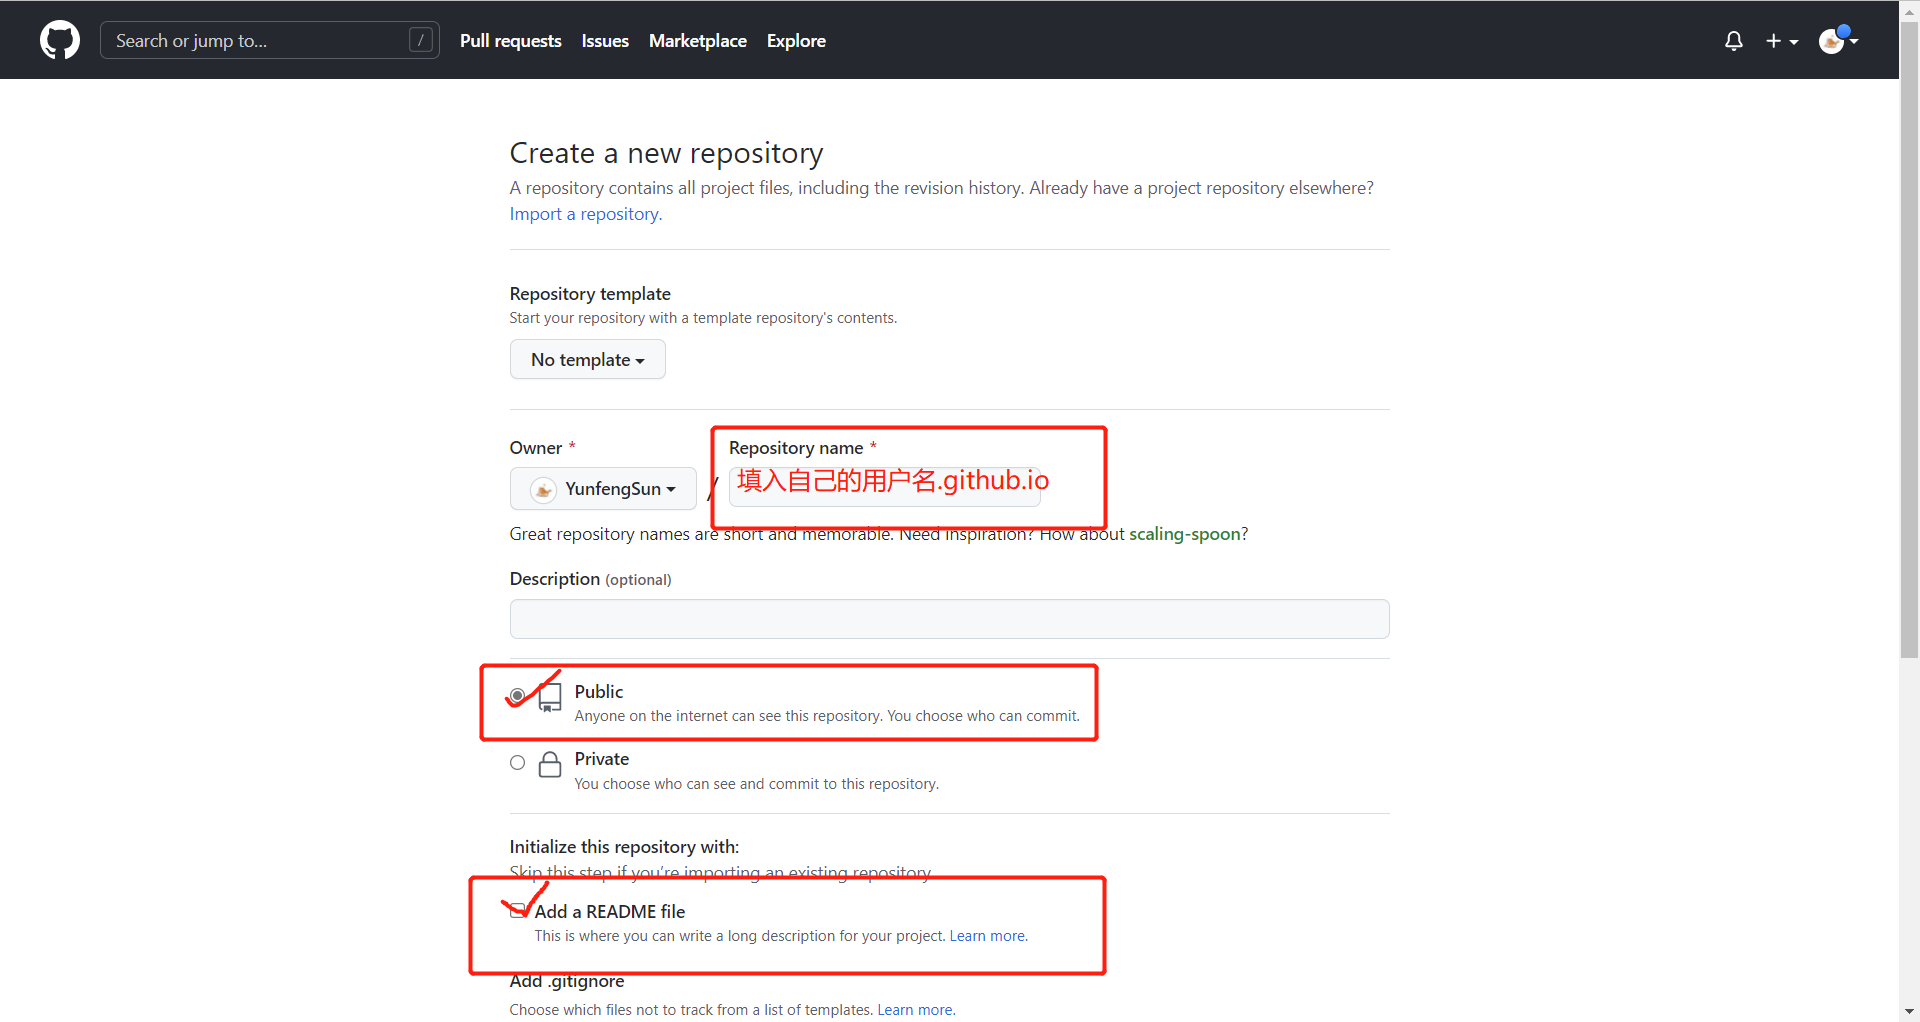 Search or jump to... /
Pull requests Issues Marketplace Explore
Create a new repository
A repository contains all project files, including the revision history. Already have a project repository elsewhere?
Import a repository.
Repository template
Start your repository with a template repository's contents.
No template
Owner * Repository name *
YunfengSun / 填入自己的用户名.github.io
Great repository names are short and memorable. Need inspiration? How about scaling-spoon?
Description (optional)
Public
Anyone on the internet can see this repository. You choose who can commit.
Private
You choose who can see and commit to this repository.
Initialize this repository with:
Skip this step if you're importing an existing repository.
Add a README file
This is where you can write a long description for your project. Learn more.
Add .gitignore
Choose which files not to track from a list of templates. Learn more.